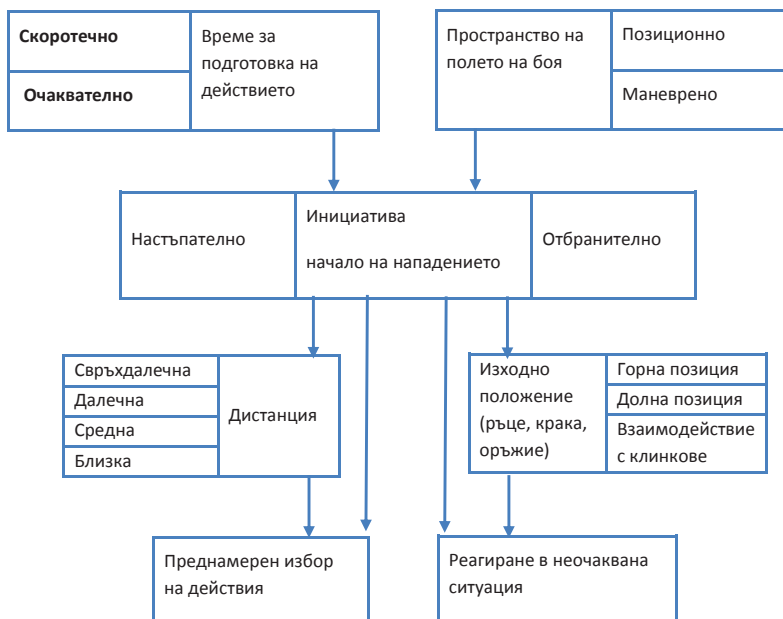 Скоротечно
Очаквателно
Време за
подготовка на
действието
Пространство на
полето на боя
Позиционно
Маневрено
Настъпателно
Инициатива
начало на нападението
Отбранително
Свръхдалечна
Далечна
Средна
Близка
Дистанция
Изходно
положение
(ръце, крака,
оръжие)
Горна позиция
Долна позиция
Взаимодействие
с клинкове
Преднамерен избор
на действия
Реагиране в неочаквана
ситуация